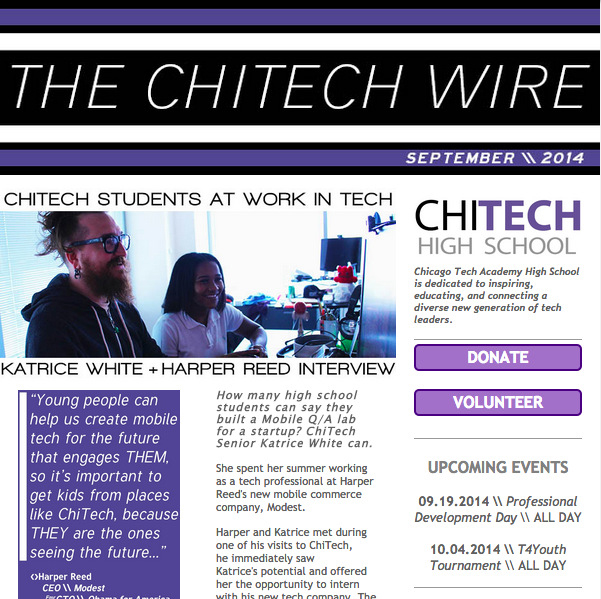 THE CHITECH WIRE
SEPTEMBER \\ 2014
CHITECH STUDENTS AT WORK IN TECH
KATRICE WHITE + HARPER REED INTERVIEW
"Young people can
help us create mobile
tech for the future
that engages THEM,
so it's important to
get kids from places
like ChiTech, because
THEY are the ones
seeing the future..."
‹›Harper Reed
CEO \\ Modest
fmr CTO \\ Obama for America
How many high school
students can say they
built a Mobile Q/A lab
for a startup? ChiTech
Senior Katrice White can.
She spent her summer working
as a tech professional at Harper
Reed's new mobile commerce
company, Modest.
Harper and Katrice met during
one of his visits to ChiTech,
he immediately saw
Katrice's potential and offered
her the opportunity to intern
with his new tech company. The
CHITECH
HIGH SCHOOL
Chicago Tech Academy High School
is dedicated to inspiring,
educating, and connecting a
diverse new generation of tech
leaders.
DONATE
VOLUNTEER
UPCOMING EVENTS
09.19.2014 \\ Professional
Development Day \\ ALL DAY
10.04.2014 \\ T4Youth
Tournament \\ ALL DAY